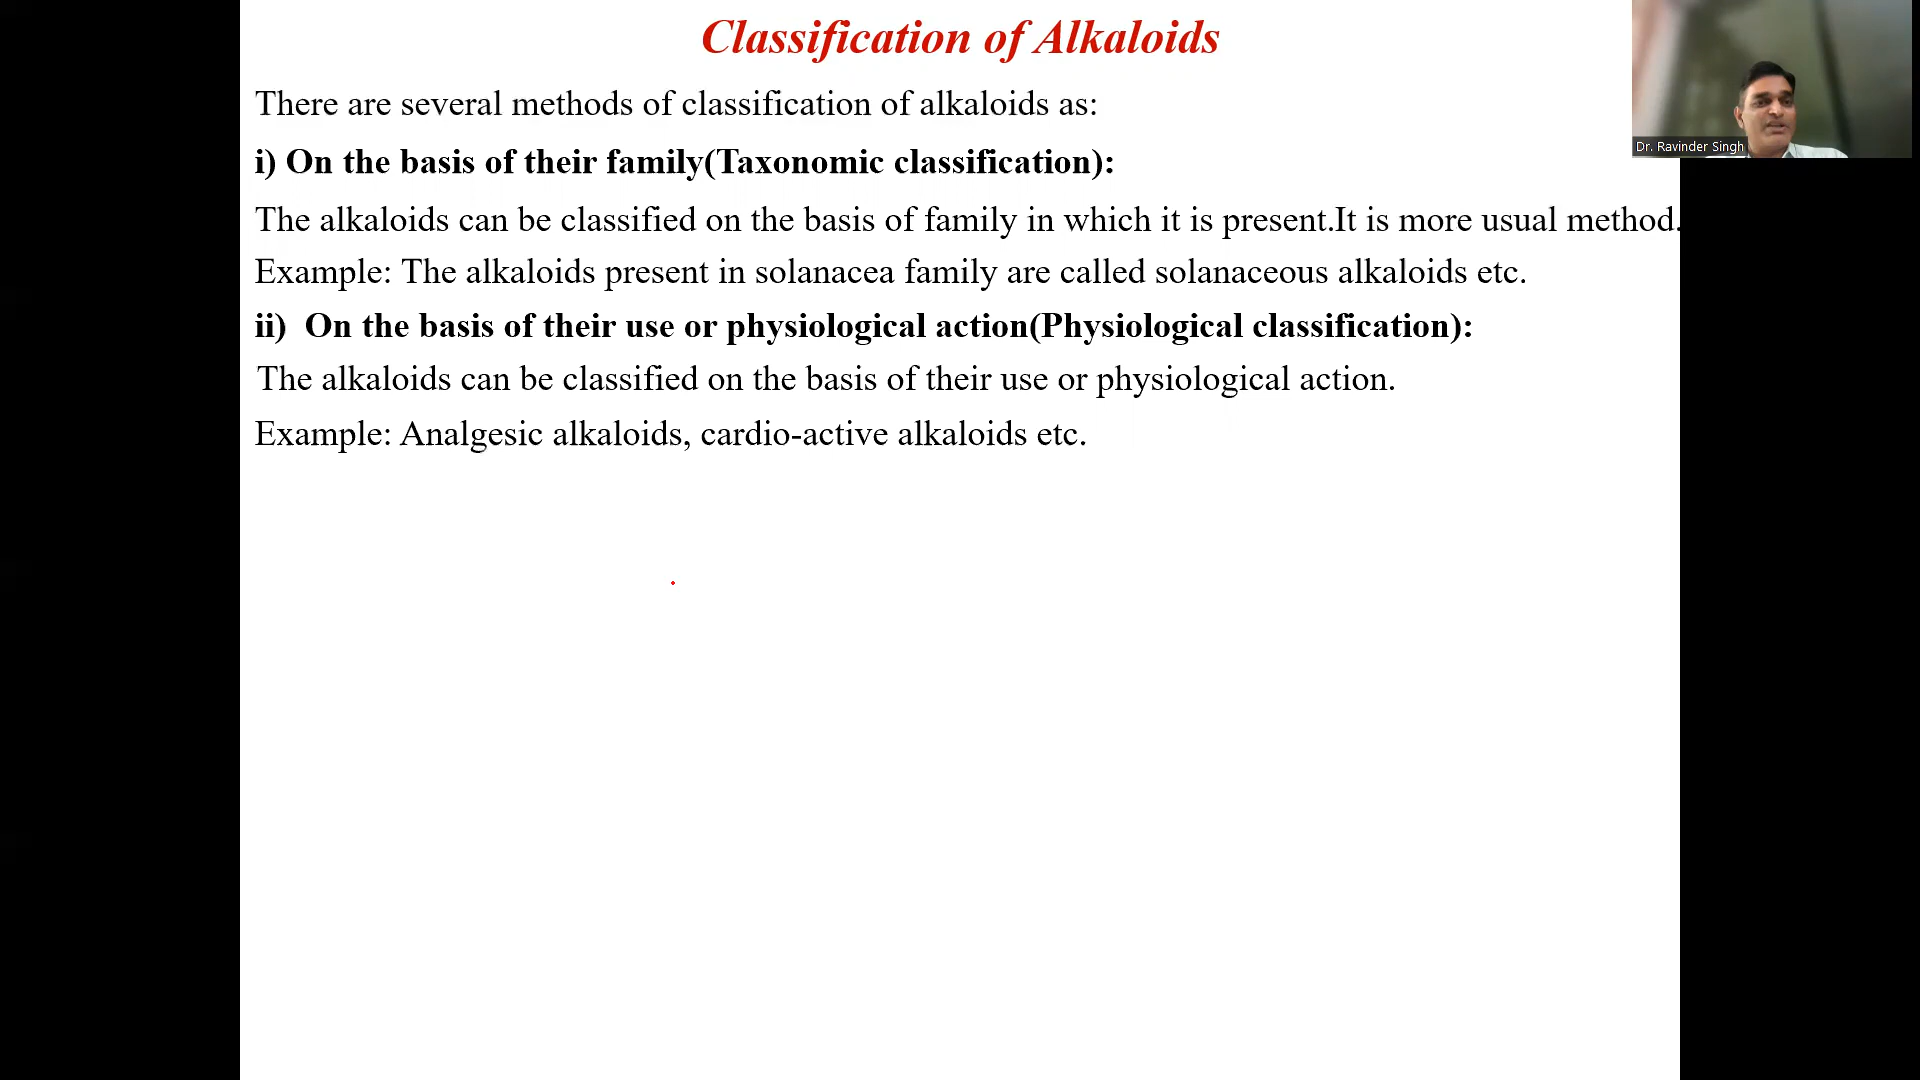 Classification of Alkaloids
There are several methods of classification of alkaloids as:
i) On the basis of their family(Taxonomic classification):
The alkaloids can be classified on the basis of family in which it is present.It is more usual method.
Example: The alkaloids present in solanacea family are called solanaceous alkaloids etc.
ii) On the basis of their use or physiological action(Physiological classification):
The alkaloids can be classified on the basis of their use or physiological action.
Example: Analgesic alkaloids, cardio-active alkaloids etc.
Dr. Ravinder Singh